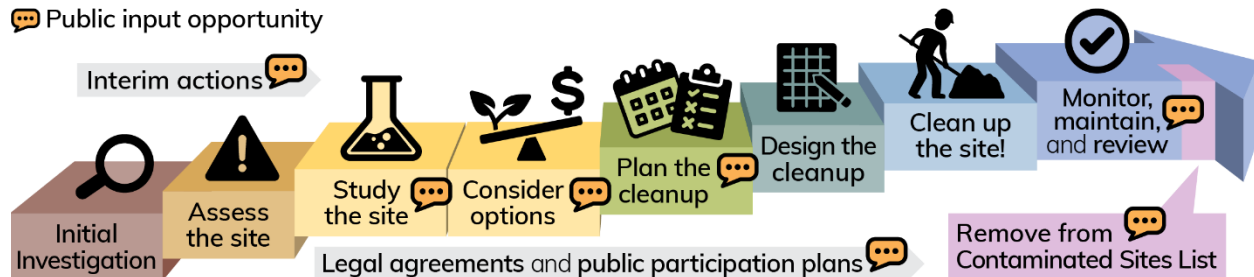 Public input opportunity
Interim actions
Initial
Investigation
Assess
the site
Study
the site
Consider
options
Plan the
cleanup
Design the
cleanup
Clean up
the site!
Monitor,
maintain,
and review
Legal agreements and public participation plans
Remove from
Contaminated Sites List